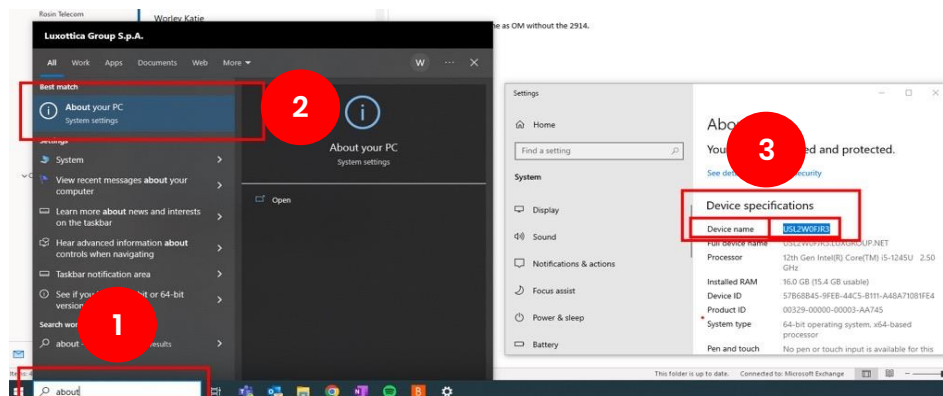 Rosin Telecom
Worley Katie
e as OM without the 2914.
Luxottica Group S.p.A.
All Work Apps Documents Web More W
Best match
About your PC
System settings
2
Settings
System
View recent messages about your
computer
Learn more about news and interests
on the taskbar
Hear advanced information about
controls when navigating
Taskbar notification area
See if you bit or 64-bit
version
Search wor
about esults
1
about
About your PC
System settings
Open
Settings
Home
Find a setting
System
Display
Sound
Notifications & actions
Focus assist
Power & sleep
Battery
Abo
You ed and protected.
3
See det curity
Device specifications
Device name USL2W0FJR3
Full device name USL2W0FJR3.LUXGROUP.NET
Processor 12th Gen Intel(R) Core(TM) i5-1245U 2.50
GHz
Installed RAM 16.0 GB (15.4 GB usable)
Device ID 57B68B45-9FEB-44C5-B111-A48A71081FE4
Product ID 00329-00000-00003-AA745
System type 64-bit operating system, x64-based
processor
Pen and touch No pen or touch input is available for this
This folder is up to date. Connected to: Microsoft Exchange